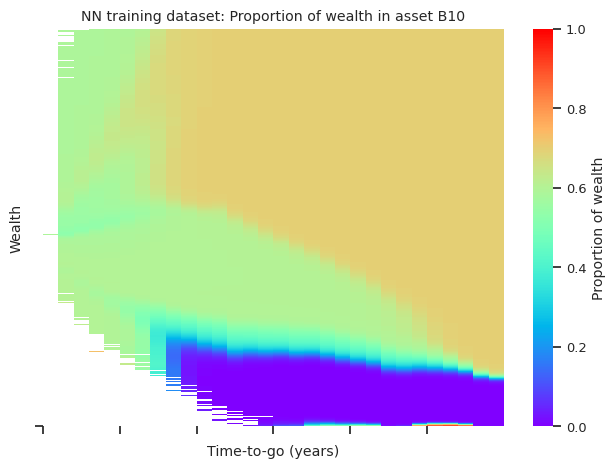 NN training dataset: Proportion of wealth in asset B10
Wealth
Time-to-go (years)
1.0
0.8
0.6
0.4
0.2
0.0
Proportion of wealth